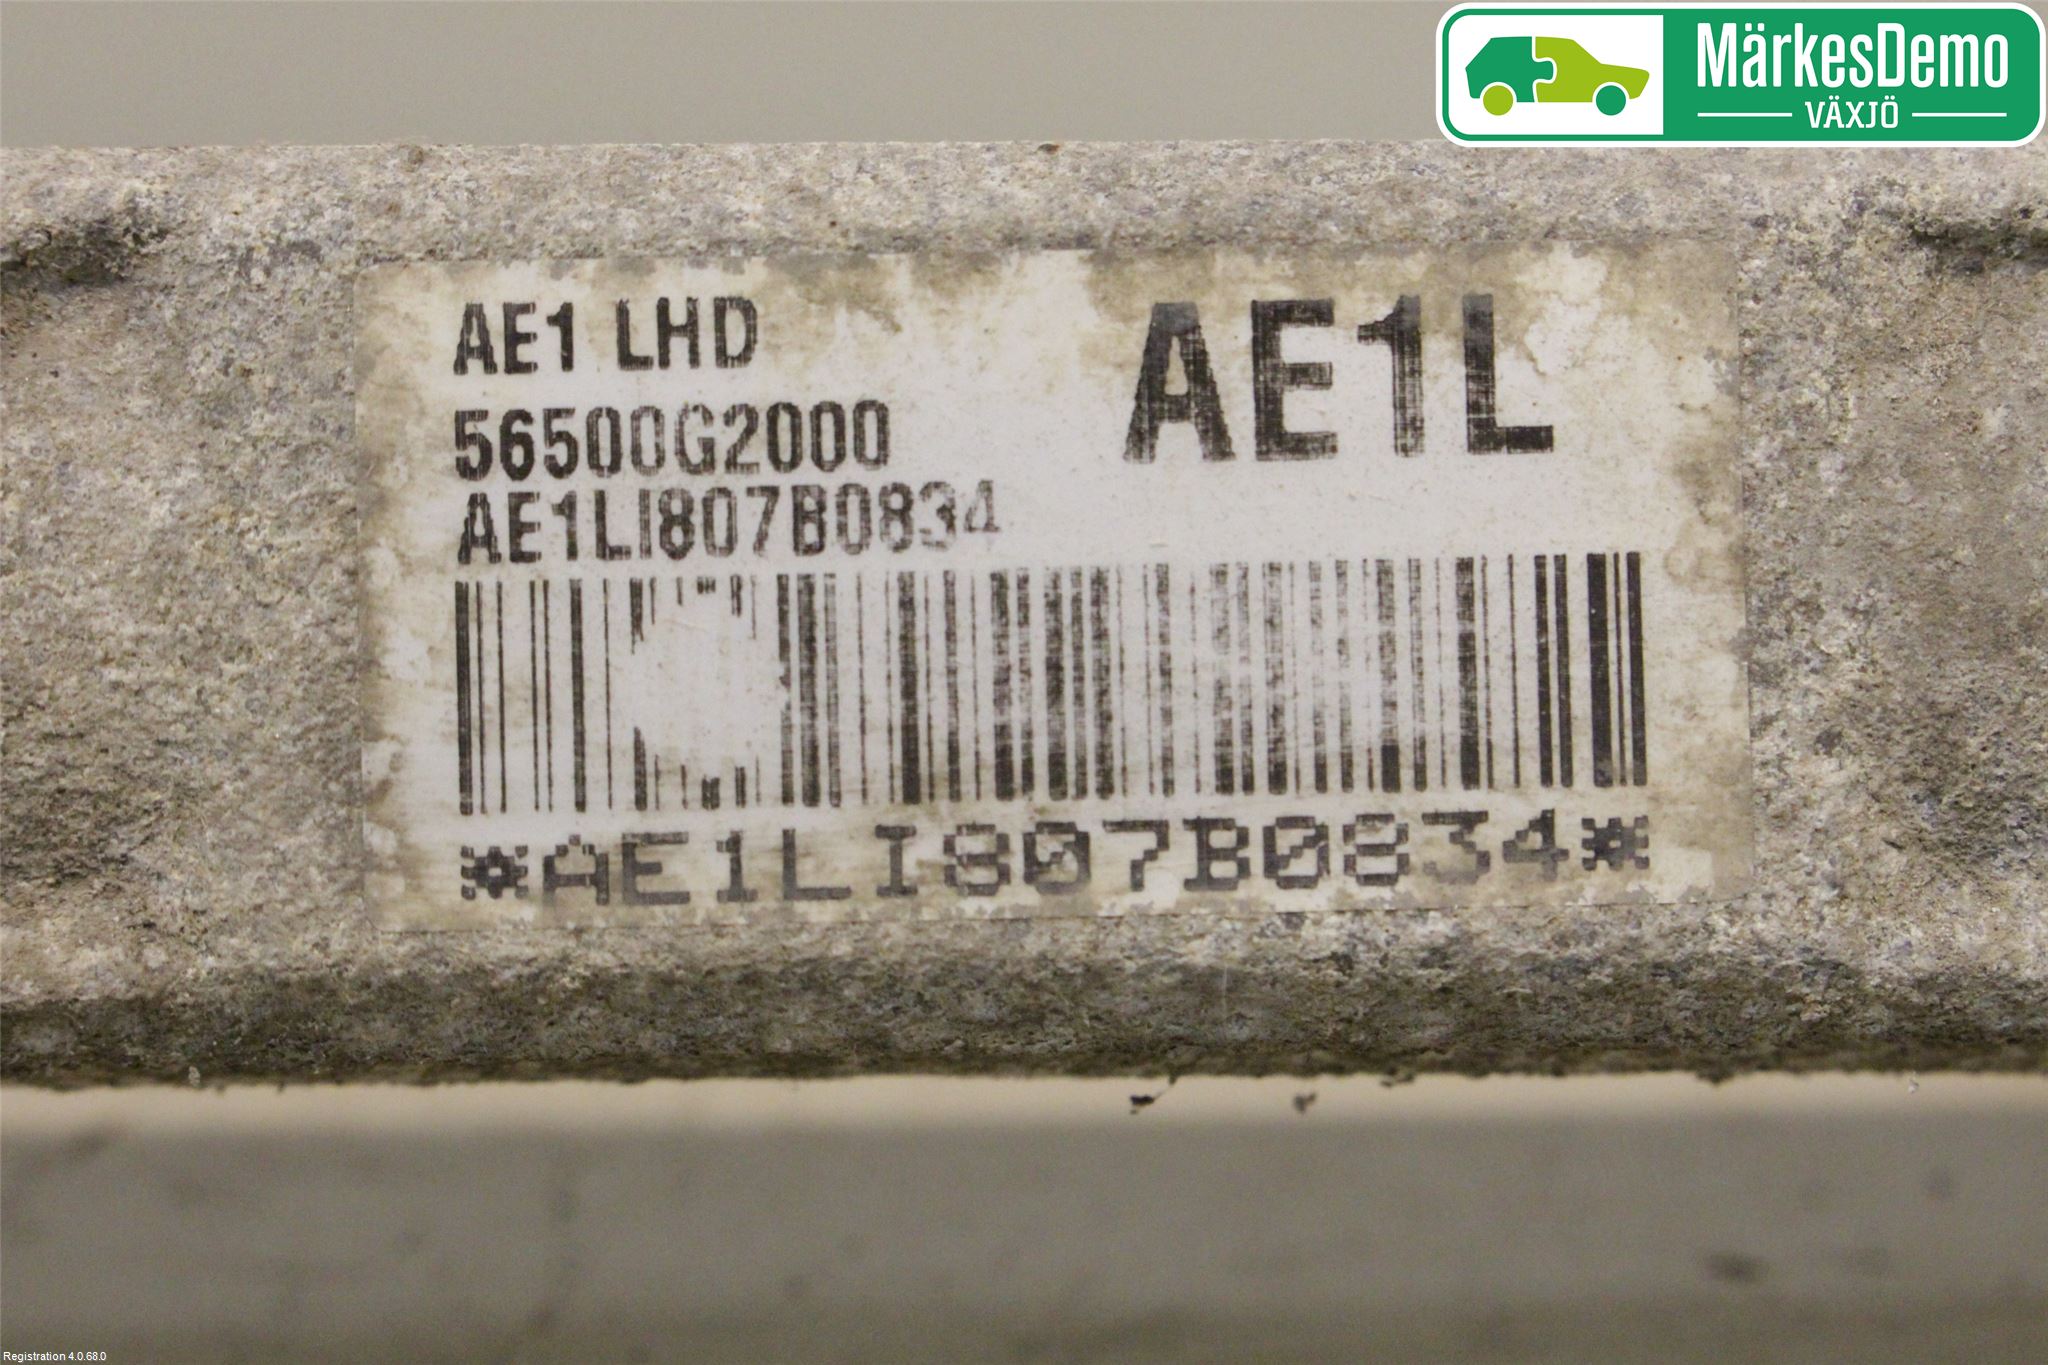 MärkesDemo
VÄXJÖ
AE1 LHD
AE1L
56500G2000
AE1LI807B0834
*AE1LI807B0834*
Registration 4.0.68.0